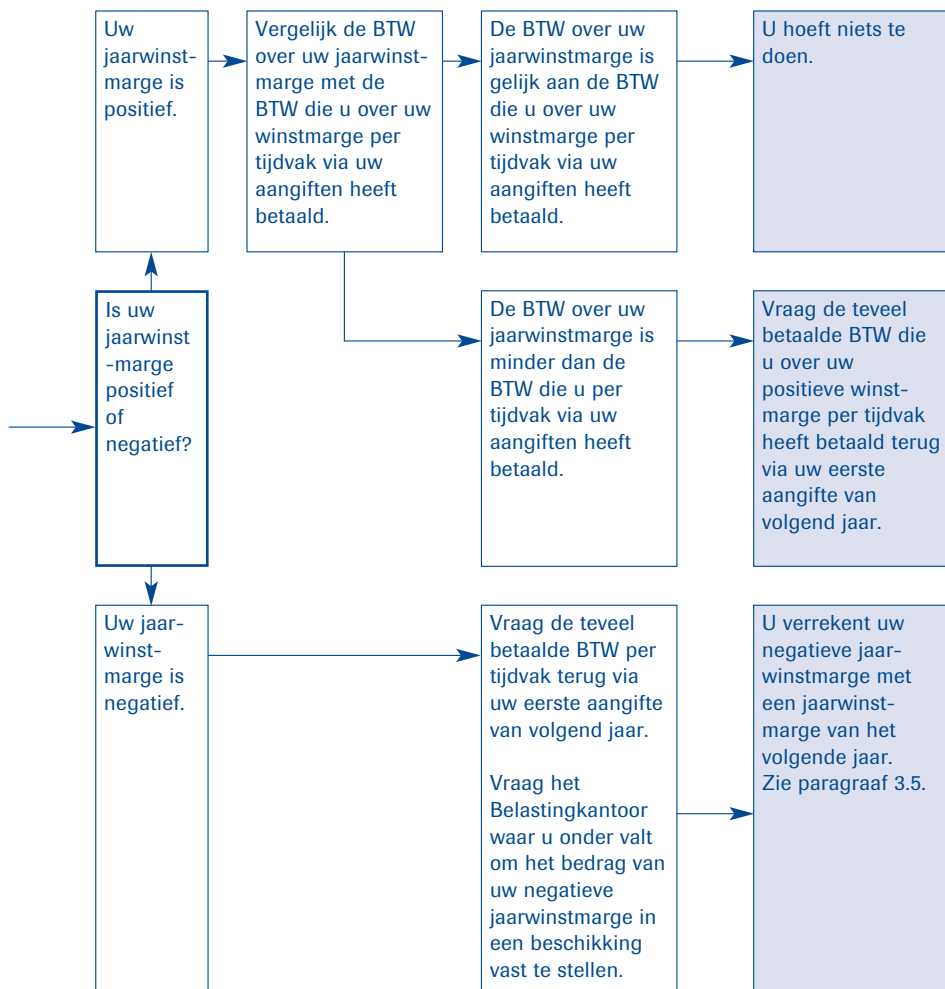 Uw
jaarwinst-
marge is
positief.
Vergelijk de BTW
over uw jaarwinst-
marge met de
BTW die u over uw
winstmarge per
tijdvak via uw
aangiften heeft
betaald.
De BTW over uw
jaarwinstmarge is
gelijk aan de BTW
die u over uw
winstmarge per
tijdvak via uw
aangiften heeft
betaald.
U hoeft niets te
doen.
Is uw
jaarwinst
-marge
positief
of
negatief?
De BTW over uw
jaarwinstmarge is
minder dan de
BTW die u per
tijdvak via uw
aangiften heeft
betaald.
Vraag de teveel
betaalde BTW die
u over uw
positieve winst-
marge per tijdvak
heeft betaald terug
via uw eerste
aangifte van
volgend jaar.
Uw jaar-
winst-
marge is
negatief.
Vraag de teveel
betaalde BTW per
tijdvak terug via
uw eerste aangifte
van volgend jaar.
Vraag het
Belastingkantoor
waar u onder valt
om het bedrag van
uw negatieve
jaarwinstmarge in
een beschikking
vast te stellen.
U verrekent uw
negatieve jaar-
winstmarge met
een jaarwinst-
marge van het
volgende jaar.
Zie paragraaf 3.5.